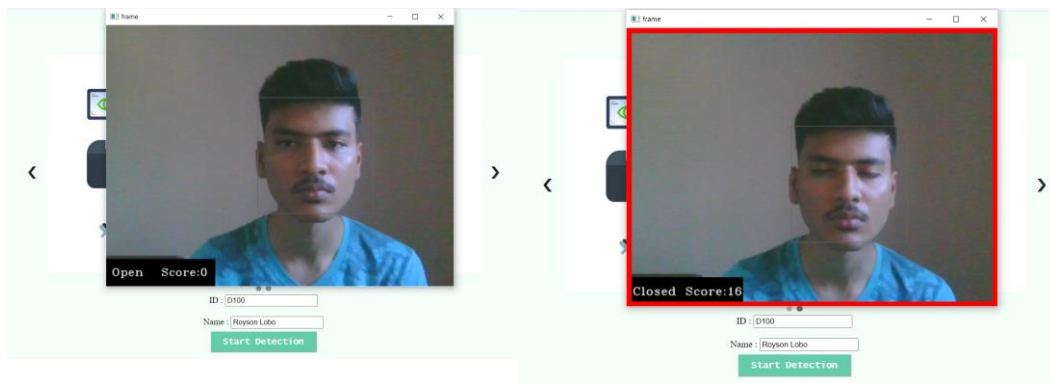 frame
Open Score:0
ID : D100
Name : Royson Lobo
Start Detection
frame
Closed Score:16
ID : D100
Name : Royson Lobo
Start Detection